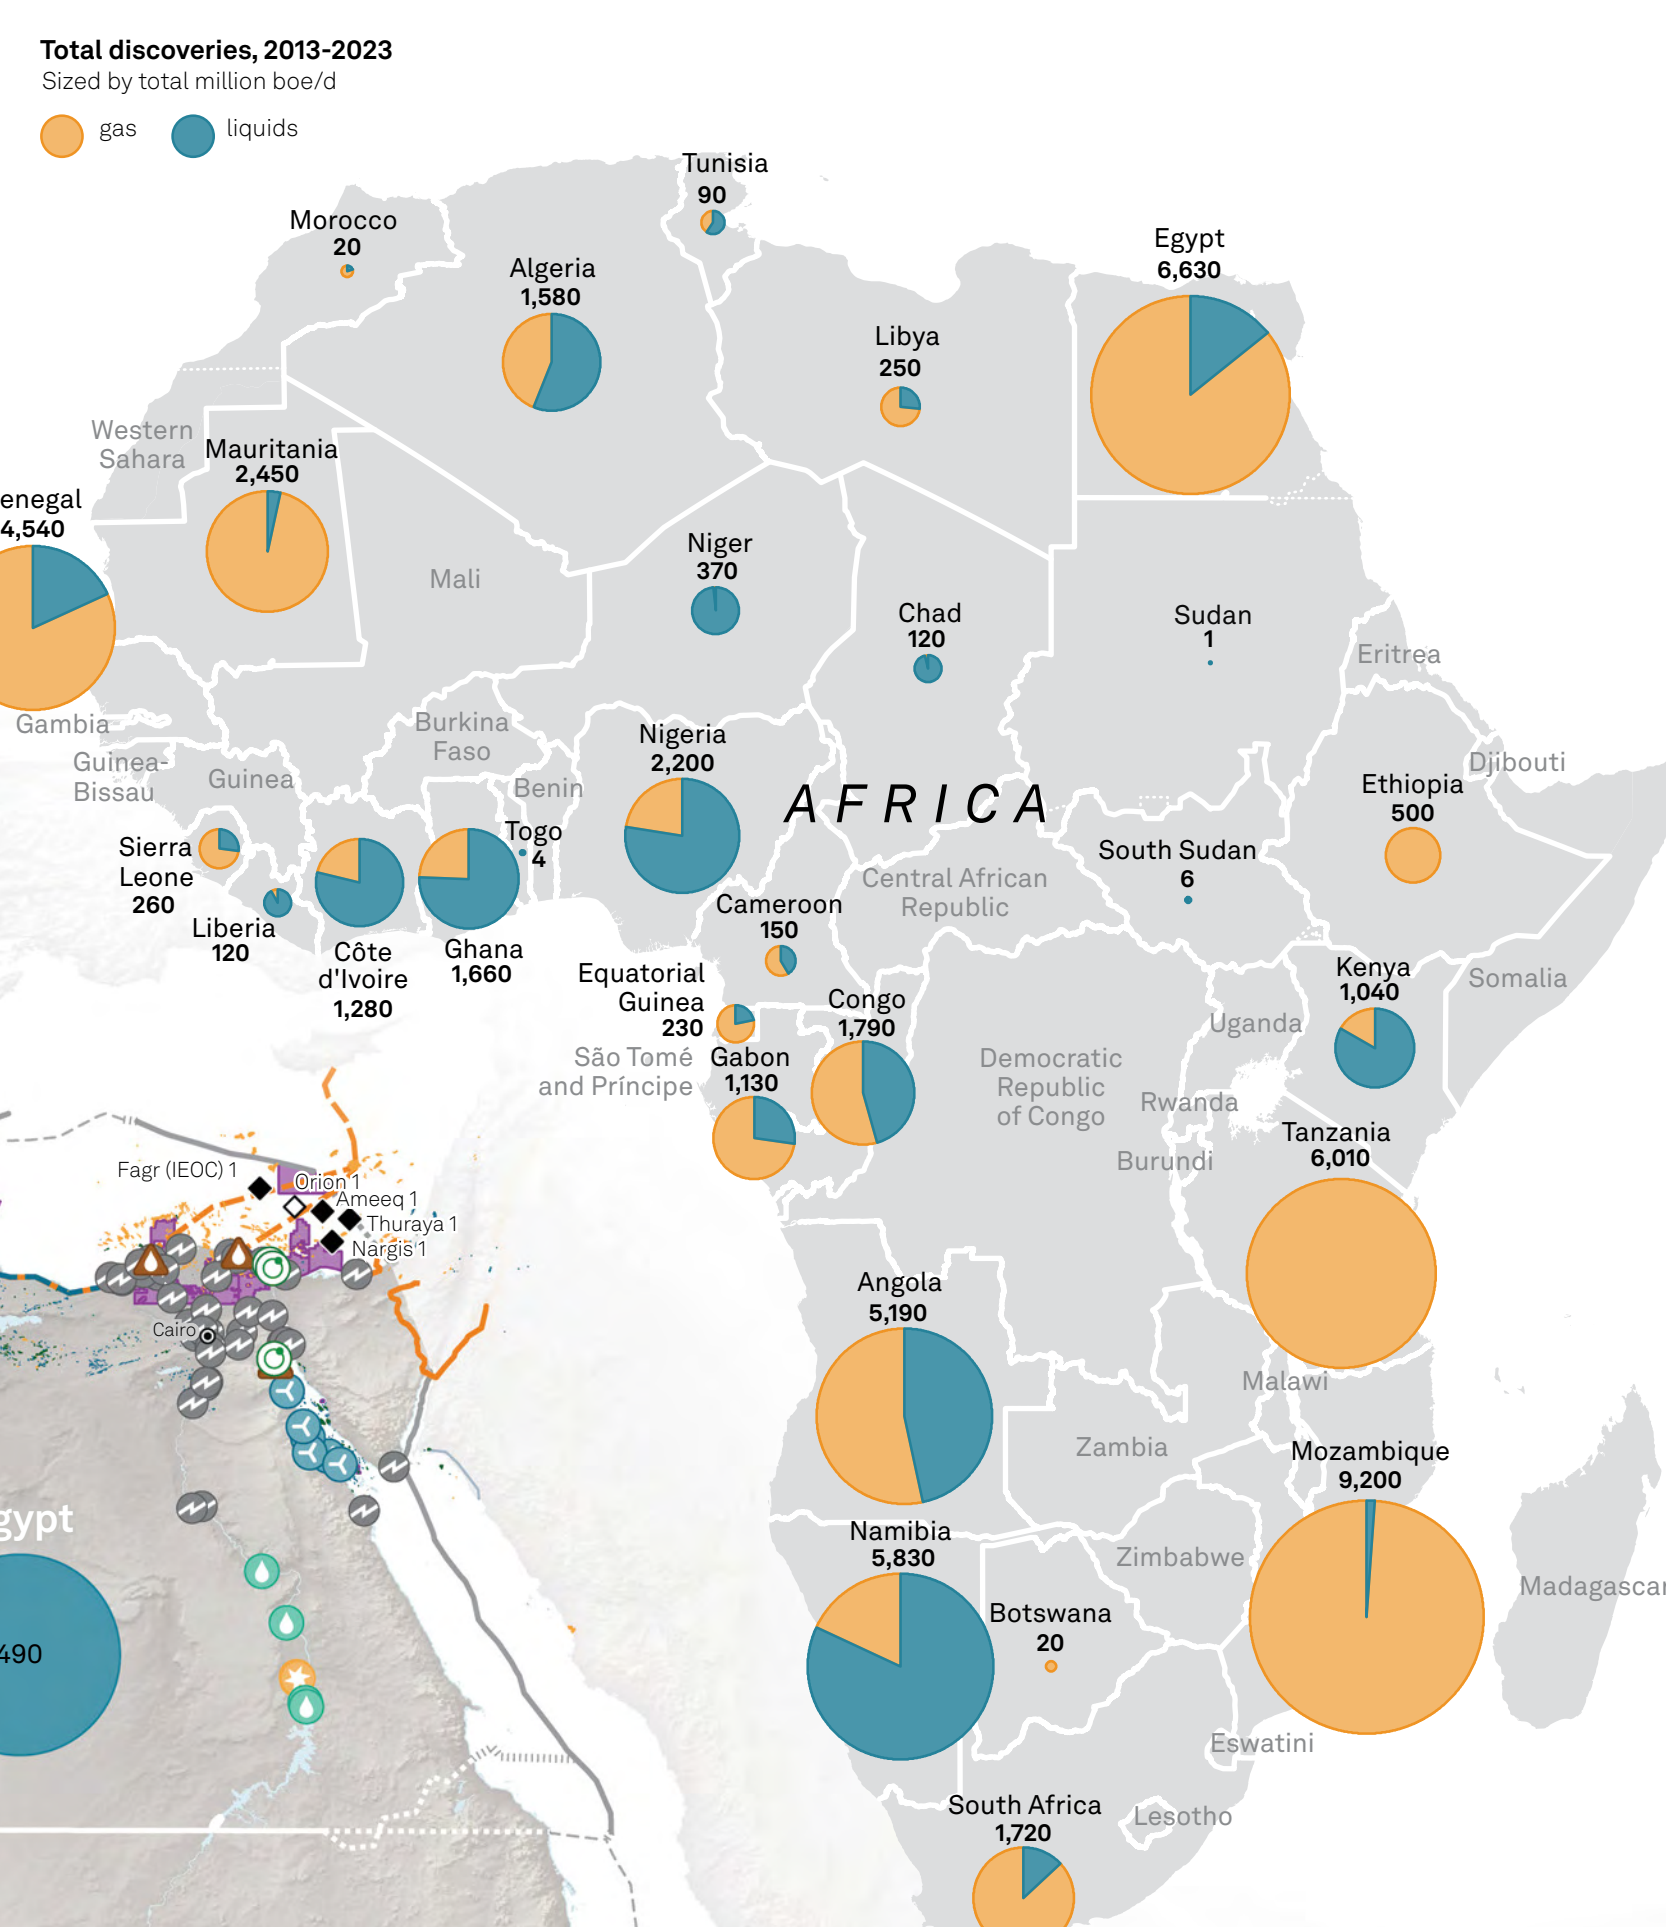 Total discoveries, 2013-2023
Sized by total million boe/d
gas
liquids
Tunisia
90
Morocco
20
Algeria
1,580
Egypt
6,630
Libya
250
Western
Sahara
Mauritania
2,450
enegal
4,540
Mali
Niger
370
Chad
120
Sudan
1
Eritrea
Gambia
Guinea-
Bissau
Guinea
Burkina
Faso
Benin
Nigeria
2,200
AFRICA
Djibouti
Ethiopia
500
Sierra
Leone
260
Liberia
120
Côte
d'Ivoire
1,280
Ghana
1,660
Togo
4
South Sudan
6
Central African
Republic
Cameroon
150
Equatorial
Guinea
230
São Tomé
and Príncipe
Gabon
1,130
Congo
1,790
Democratic
Republic
of Congo
Uganda
Kenya
1,040
Somalia
Rwanda
Burundi
Tanzania
6,010
Fagr (IEOC) 1
Orion 1
Ameeq 1
Thuraya 1
Nargis 1
Cairo
Angola
5,190
Malawi
Zambia
Mozambique
9,200
gypt
490
Namibia
5,830
Zimbabwe
Botswana
20
Madagascar
Eswatini
South Africa
1,720
Lesotho